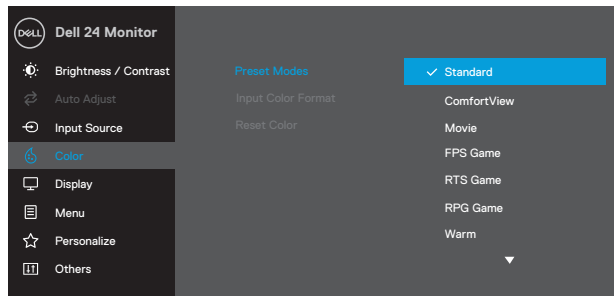 DELL
Dell 24 Monitor
Brightness / Contrast
Auto Adjust
Input Source
Color
Display
Menu
Personalize
Others
Preset Modes
Input Color Format
Reset Color
Standard
ComfortView
Movie
FPS Game
RTS Game
RPG Game
Warm